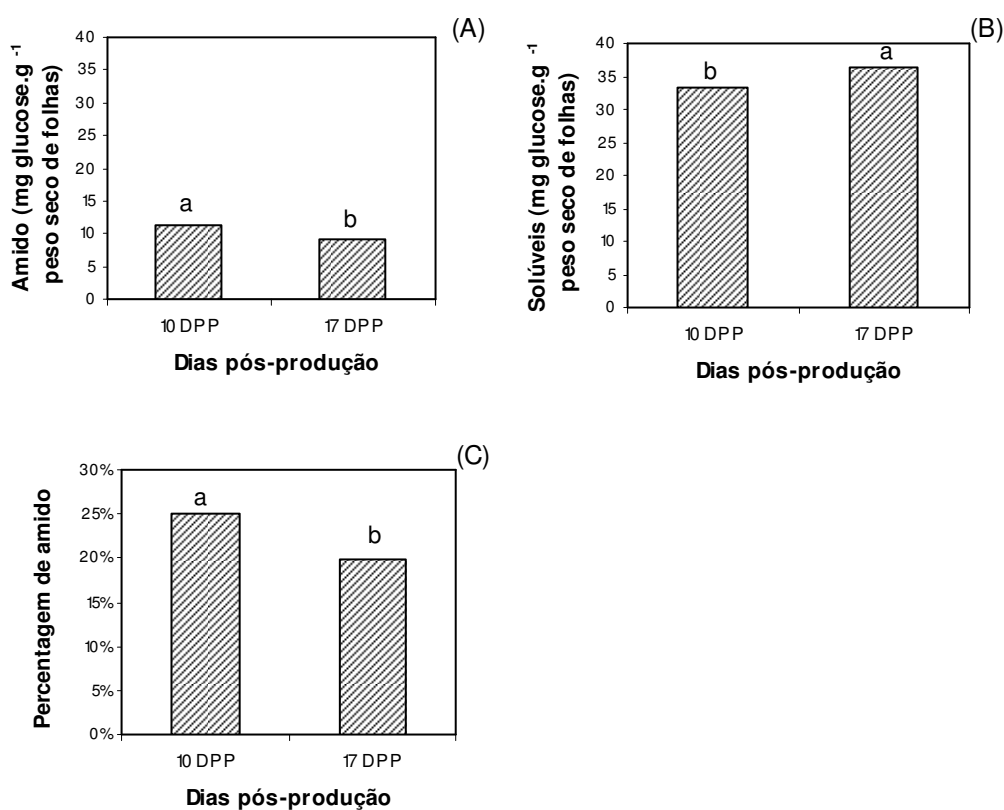 (A)
Amido (mg glucose.g -1
peso seco de folhas)
40
35
30
25
20
15
10
5
0
a
b
10 DPP
17 DPP
Dias pós-produção
(B)
Solúveis (mg glucose.g -1
peso seco de folhas)
40
35
30
25
20
15
10
5
0
b
a
10 DPP
17 DPP
Dias pós-produção
(C)
Percentagem de amido
30%
25%
20%
15%
10%
5%
0%
a
b
10 DPP
17 DPP
Dias pós-produção